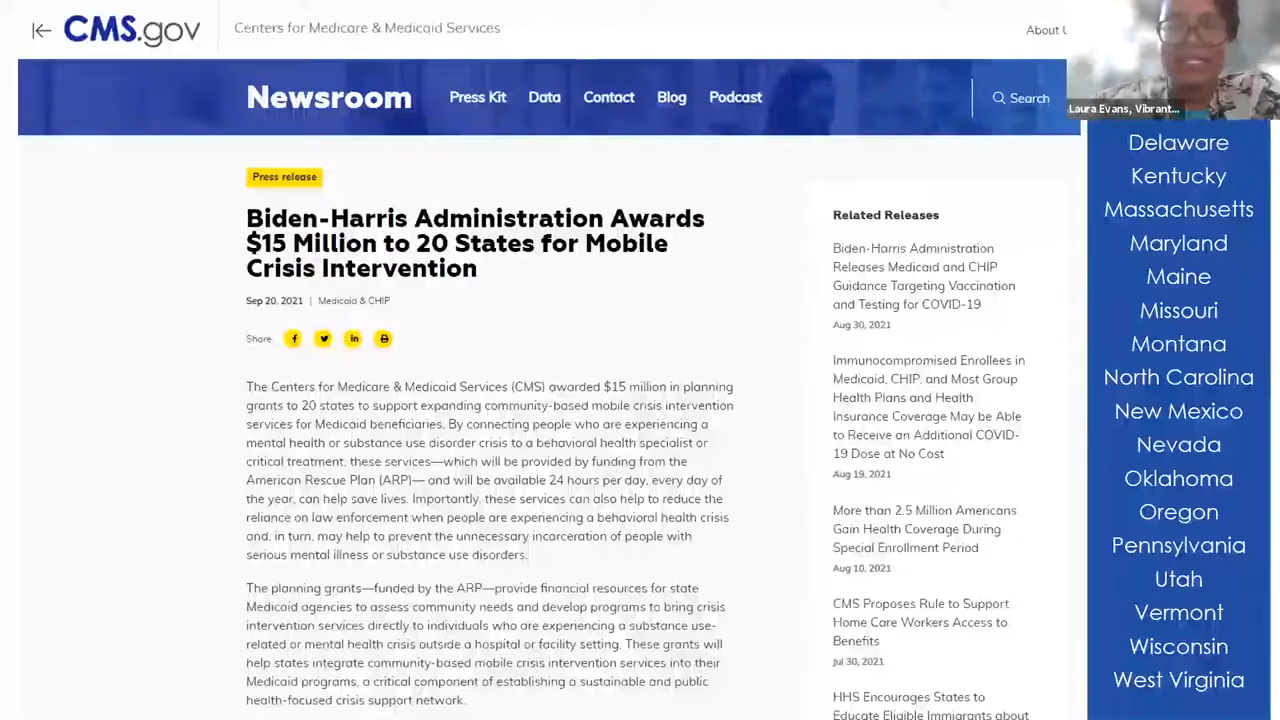 CMS.gov
Centers for Medicare & Medicaid Services
About U
Newsroom
Press Kit
Data
Contact
Blog
Podcast
Search
Laura Evans, Vibrant...
Press release
Biden-Harris Administration Awards
$15 Million to 20 States for Mobile
Crisis Intervention
Sep 20, 2021 | Medicaid & CHIP
Share
The Centers for Medicare & Medicaid Services (CMS) awarded $15 million in planning
grants to 20 states to support expanding community-based mobile crisis intervention
services for Medicaid beneficiaries. By connecting people who are experiencing a
mental health or substance use disorder crisis to a behavioral health specialist or
critical treatment, these services—which will be provided by funding from the
American Rescue Plan (ARP)— and will be available 24 hours per day, every day of
the year, can help save lives. Importantly, these services can also help to reduce the
reliance on law enforcement when people are experiencing a behavioral health crisis
and, in turn, may help to prevent the unnecessary incarceration of people with
serious mental illness or substance use disorders.
The planning grants—funded by the ARP—provide financial resources for state
Medicaid agencies to assess community needs and develop programs to bring crisis
intervention services directly to individuals who are experiencing a substance use-
related or mental health crisis outside a hospital or facility setting. These grants will
help states integrate community-based mobile crisis intervention services into their
Medicaid programs, a critical component of establishing a sustainable and public
health-focused crisis support network.
Related Releases
Biden-Harris Administration
Releases Medicaid and CHIP
Guidance Targeting Vaccination
and Testing for COVID-19
Aug 30, 2021
Immunocompromised Enrollees in
Medicaid, CHIP, and Most Group
Health Plans and Health
Insurance Coverage May be Able
to Receive an Additional COVID-
19 Dose at No Cost
Aug 19, 2021
More than 2.5 Million Americans
Gain Health Coverage During
Special Enrollment Period
Aug 10, 2021
CMS Proposes Rule to Support
Home Care Workers Access to
Benefits
Jul 30, 2021
HHS Encourages States to
Educate Eligible Immigrants about
Delaware
Kentucky
Massachusetts
Maryland
Maine
Missouri
Montana
North Carolina
New Mexico
Nevada
Oklahoma
Oregon
Pennsylvania
Utah
Vermont
Wisconsin
West Virginia